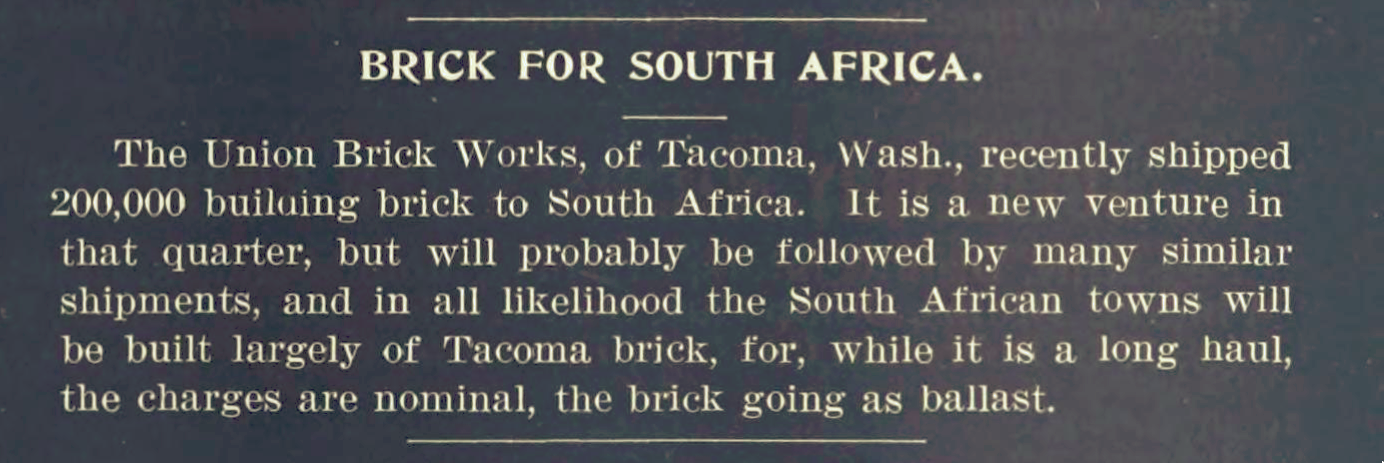 BRICK FOR SOUTH AFRICA.
The Union Brick Works, of Tacoma, Wash., recently shipped
200,000 building brick to South Africa. It is a new venture in
that quarter, but will probably be followed by many similar
shipments, and in all likelihood the South African towns will
be built largely of Tacoma brick, for, while it is a long haul,
the charges are nominal, the brick going as ballast.